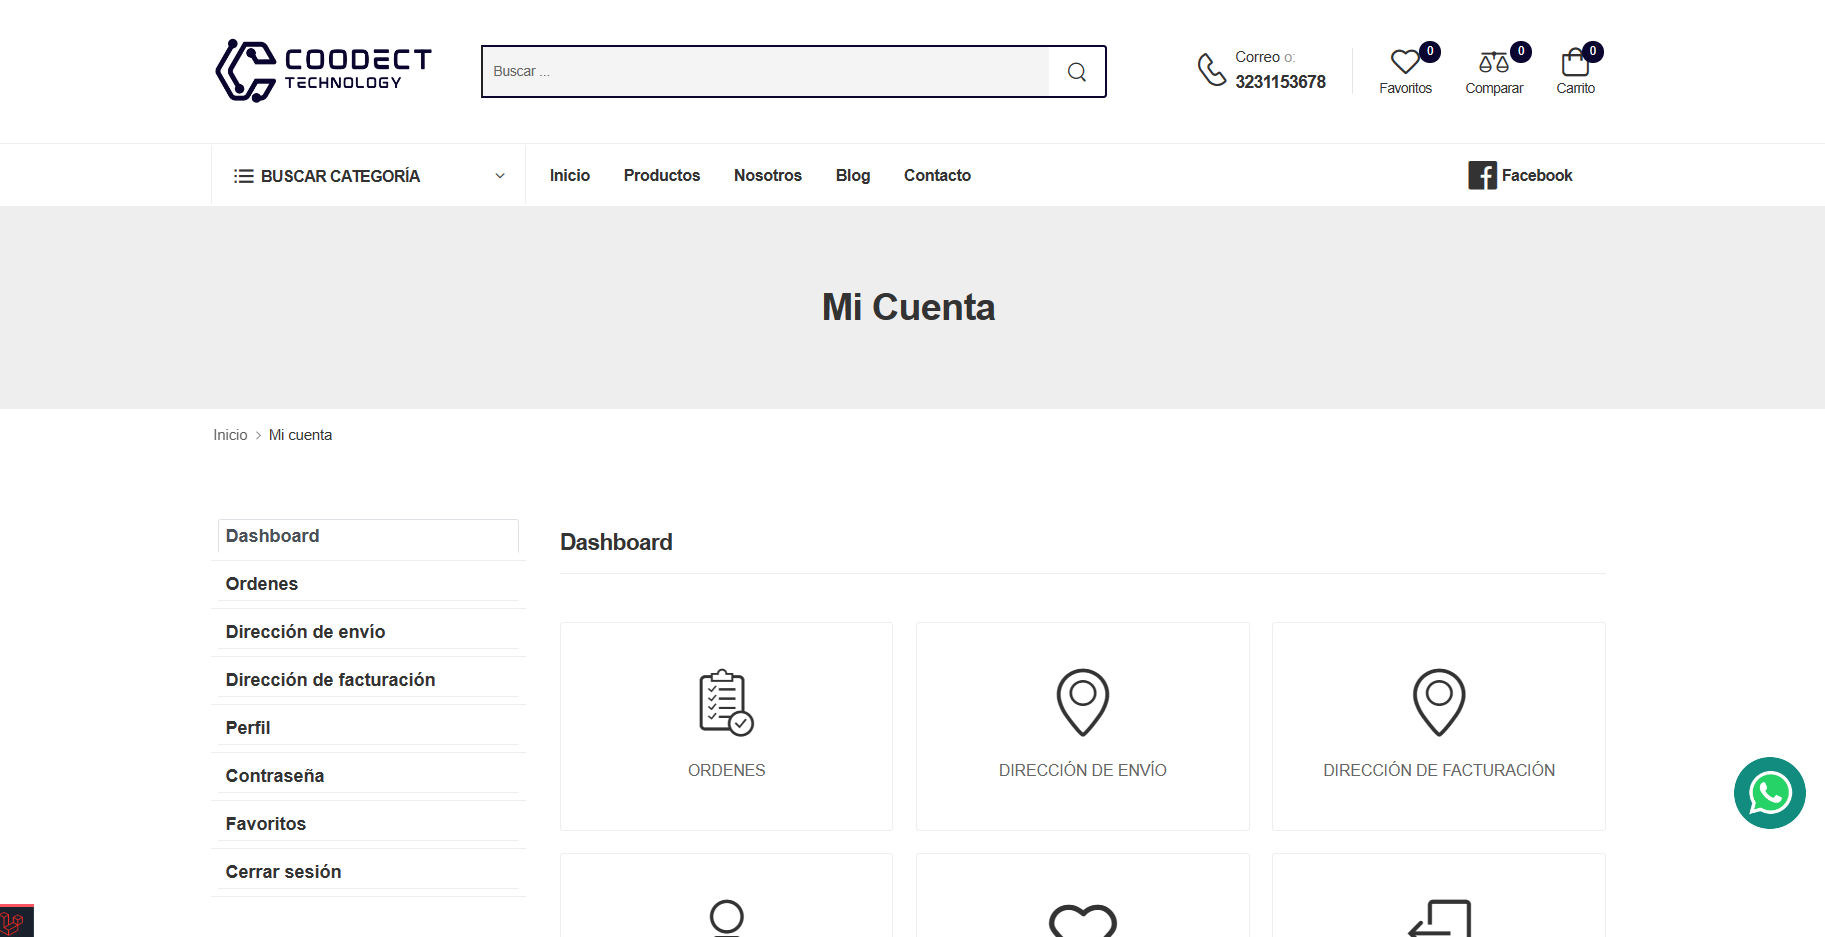 COODECT
TECHNOLOGY
Buscar ...
Correo o:
3231153678
0
Favoritos
0
Comparar
0
Carrito
BUSCAR CATEGORÍA
Inicio
Productos
Nosotros
Blog
Contacto
Facebook
Mi Cuenta
Inicio > Mi cuenta
Dashboard
Ordenes
Dirección de envío
Dirección de facturación
Perfil
Contraseña
Favoritos
Cerrar sesión
Dashboard
ORDENES
DIRECCIÓN DE ENVÍO
DIRECCIÓN DE FACTURACIÓN